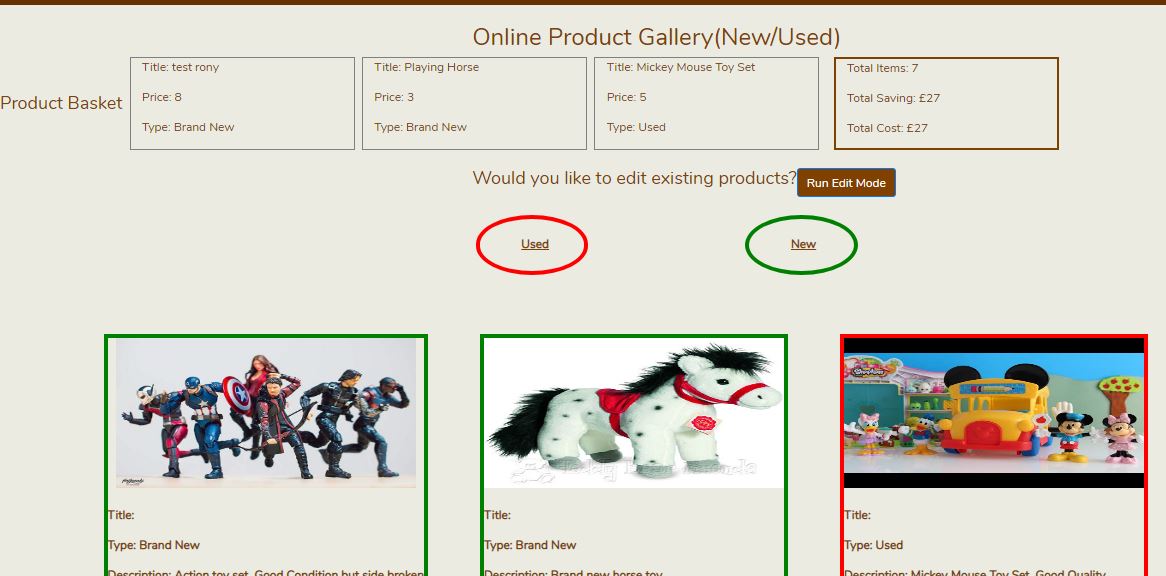 Online Product Gallery(New/Used)
Product Basket
Title: test rony
Price: 8
Type: Brand New
Title: Playing Horse
Price: 3
Type: Brand New
Title: Mickey Mouse Toy Set
Price: 5
Type: Used
Total Items: 7
Total Saving: £27
Total Cost: £27
Would you like to edit existing products? Run Edit Mode
Used
New
Title:
Type: Brand New
Description: Action toy set. Good Condition but side broken
Title:
Type: Brand New
Description: Brand new horse toy
Title:
Type: Used
Description: Mickey Mouse Toy Set. Good Quality